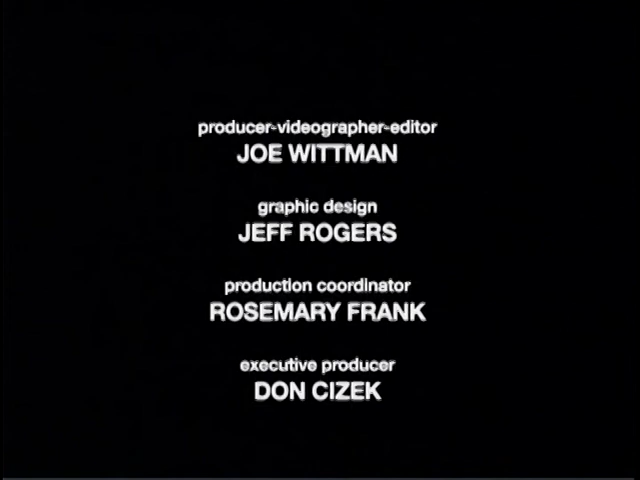 producer-videographer-editor
JOE WITTMAN
graphic design
JEFF ROGERS
production coordinator
ROSEMARY FRANK
executive producer
DON CIZEK